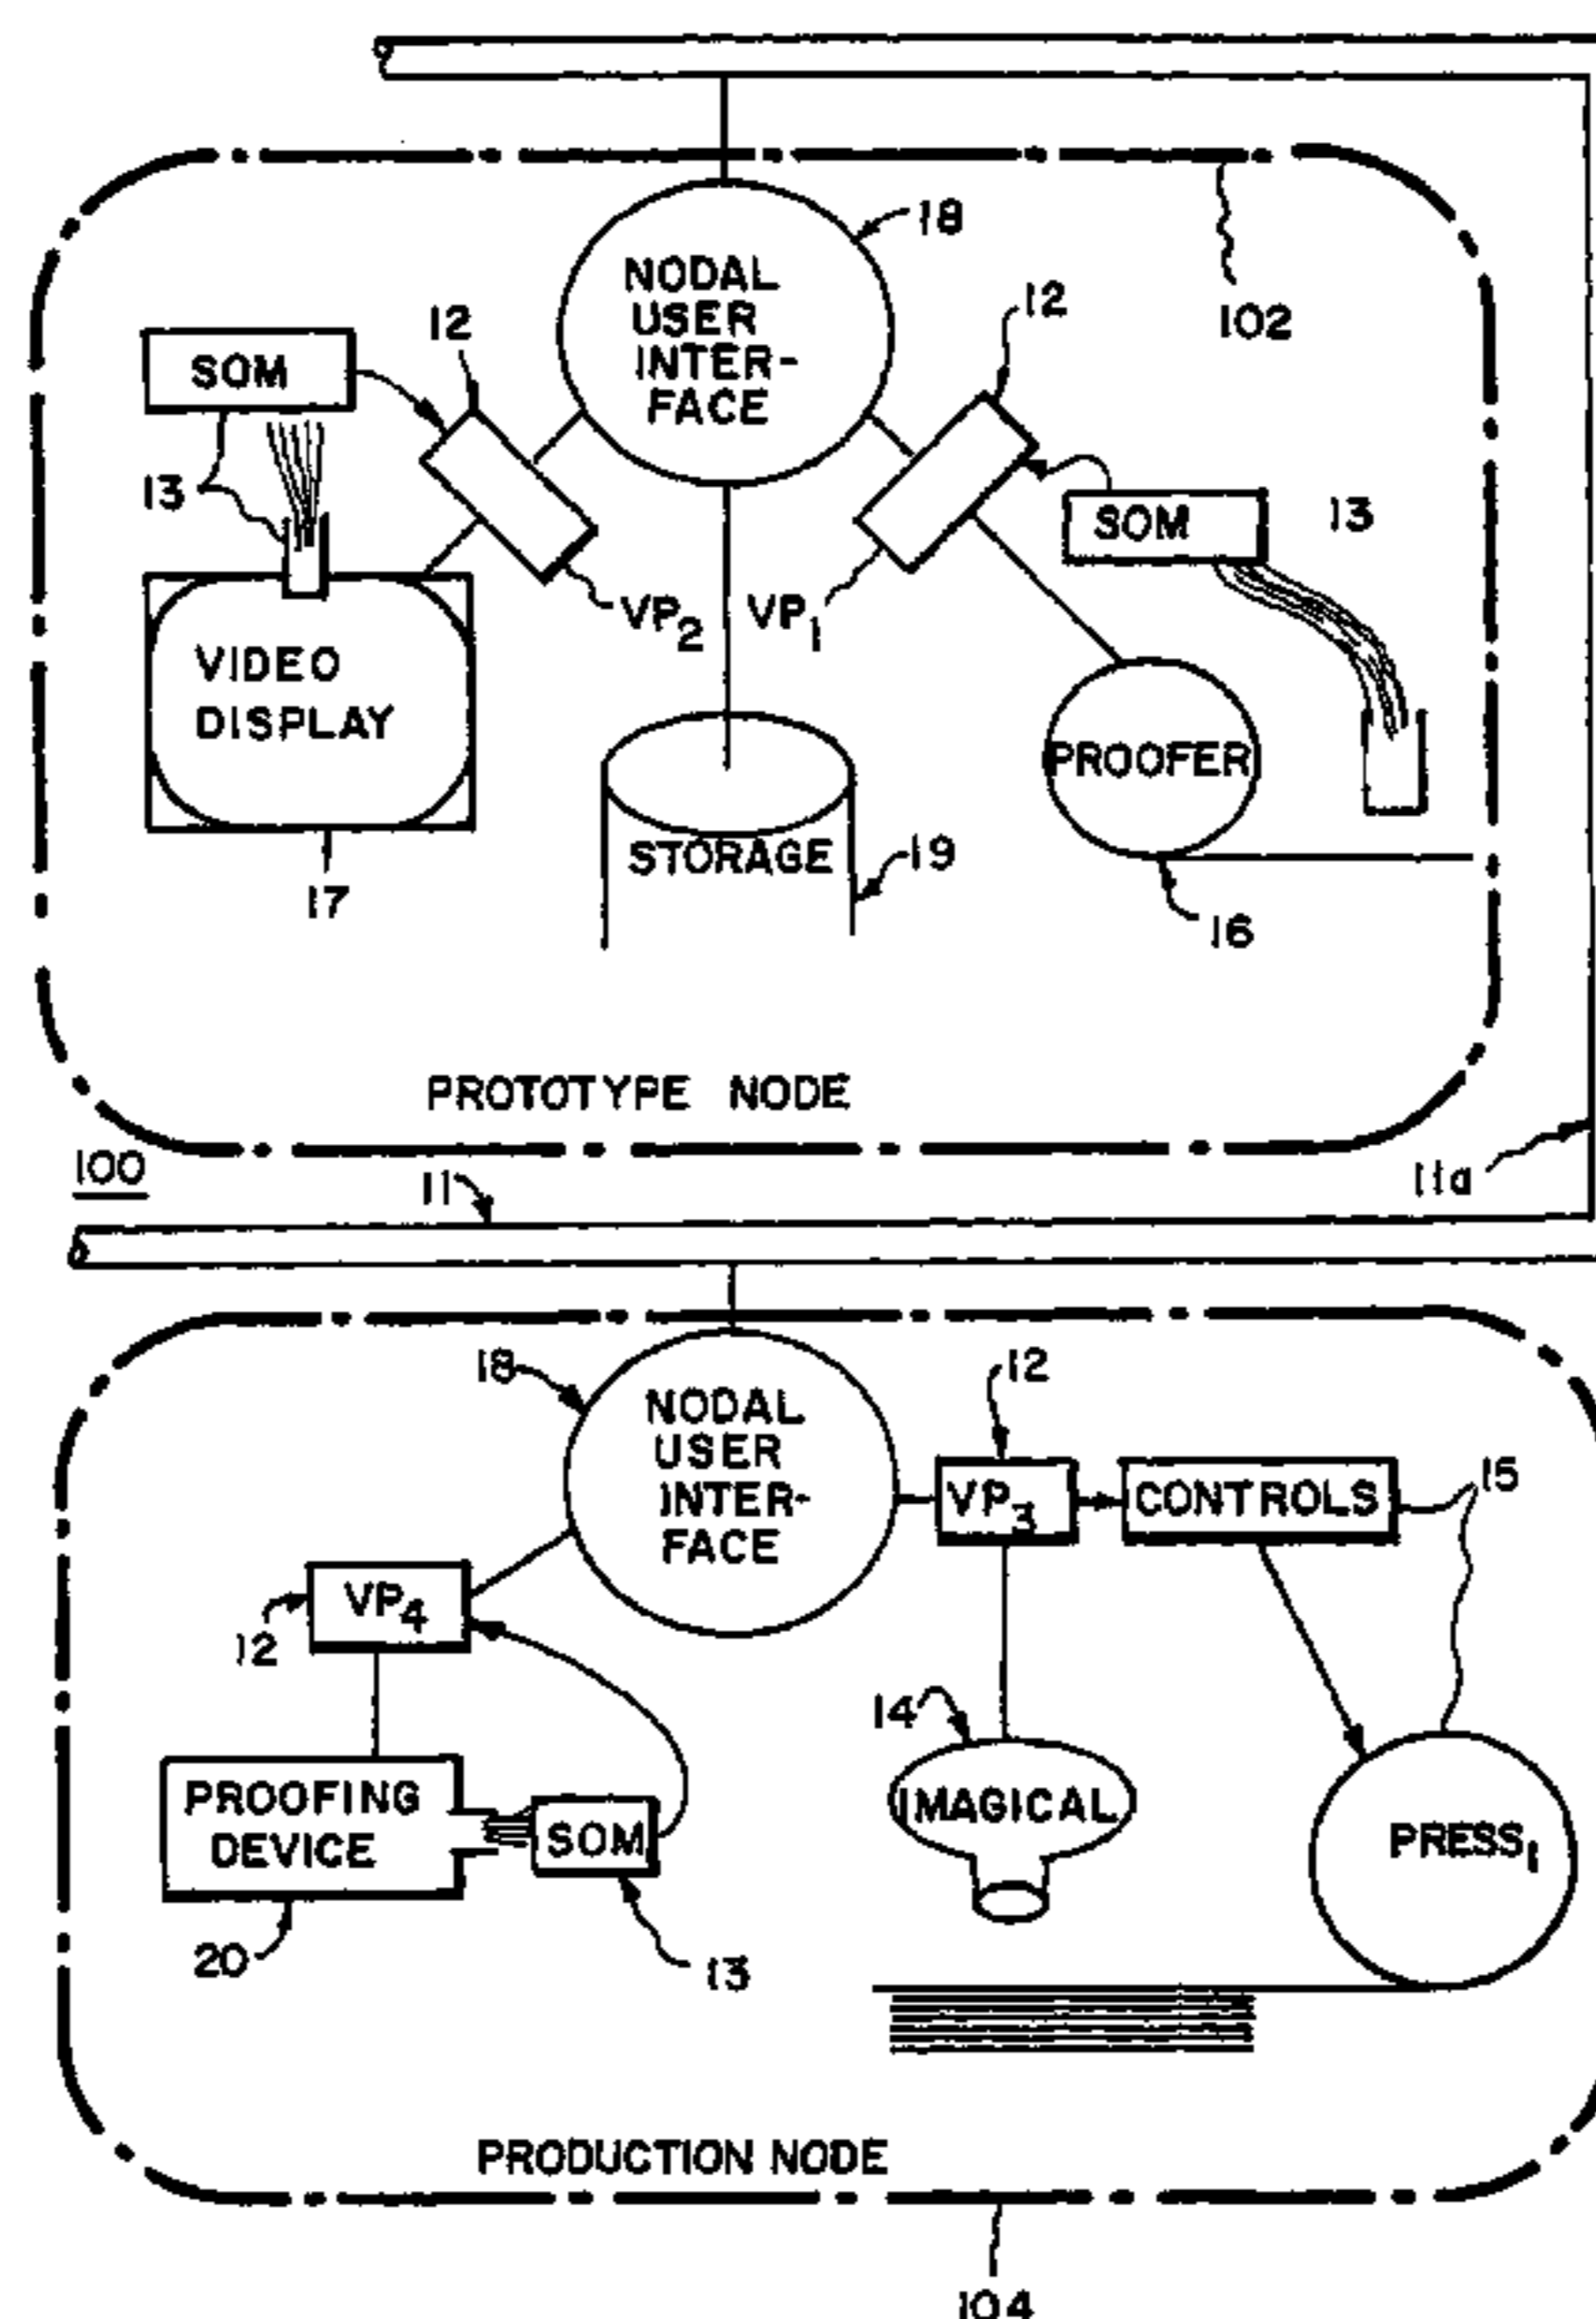 18
NODAL
USER
INTER-
FACE
12
12
102
SOM
13
SOM
13
VP2
VP1
VIDEO
DISPLAY
PROOFER
STORAGE
19
17
16
PROTOTYPE NODE
100
11
11a
18
12
NODAL
USER
INTER-
FACE
VP3
CONTROLS
15
VP4
12
14
PROOFING
DEVICE
SOM
IMAGICAL
PRESS1
20
13
PRODUCTION NODE
104